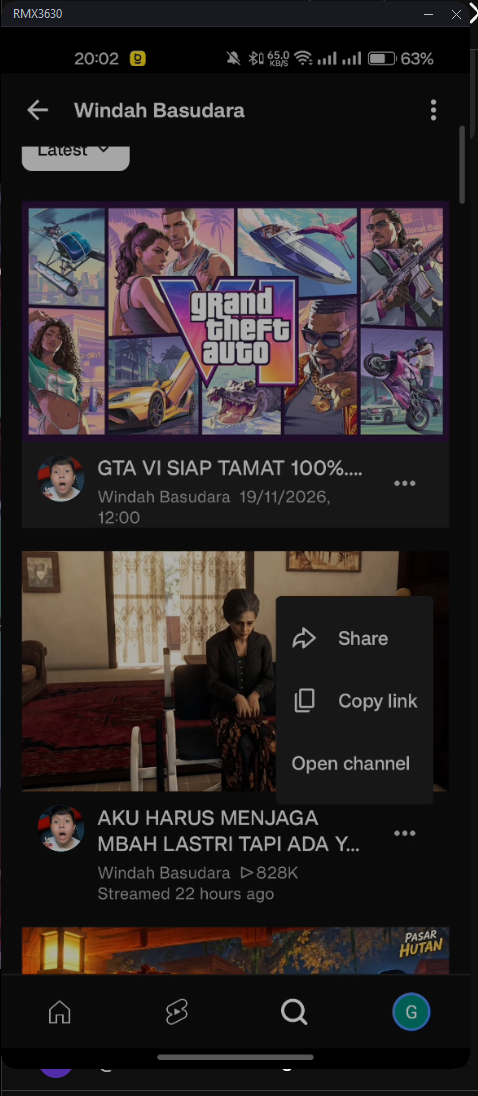 RMX3630
20:02
65.0
KB/S
63%
Windah Basudara
Latest
grand
theft
auto
VI
GTA VI SIAP TAMAT 100%....
Windah Basudara 19/11/2026,
12:00
Share
Copy link
Open channel
AKU HARUS MENJAGA
MBAH LASTRI TAPI ADA Y...
Windah Basudara 828K
Streamed 22 hours ago
PASAR
HUTAN
G